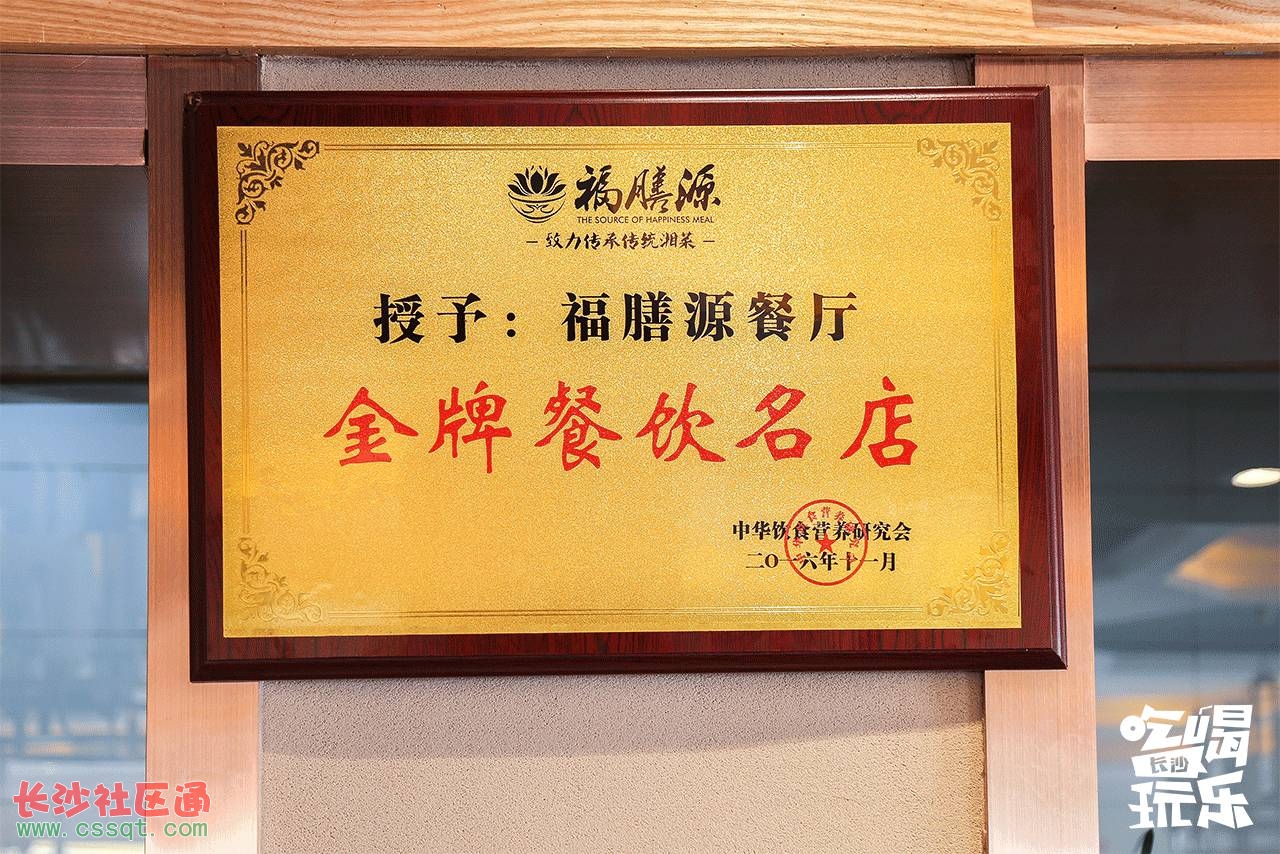 福膳源
THE SOURCE OF HAPPINESS MEAL
— 致力传承传统湘菜 —
授予：福膳源餐厅
金牌餐饮名店
中华饮食营养研究会
二〇一六年十一月
吃喝
长沙
玩乐
长沙社区通
www.cssqt.com